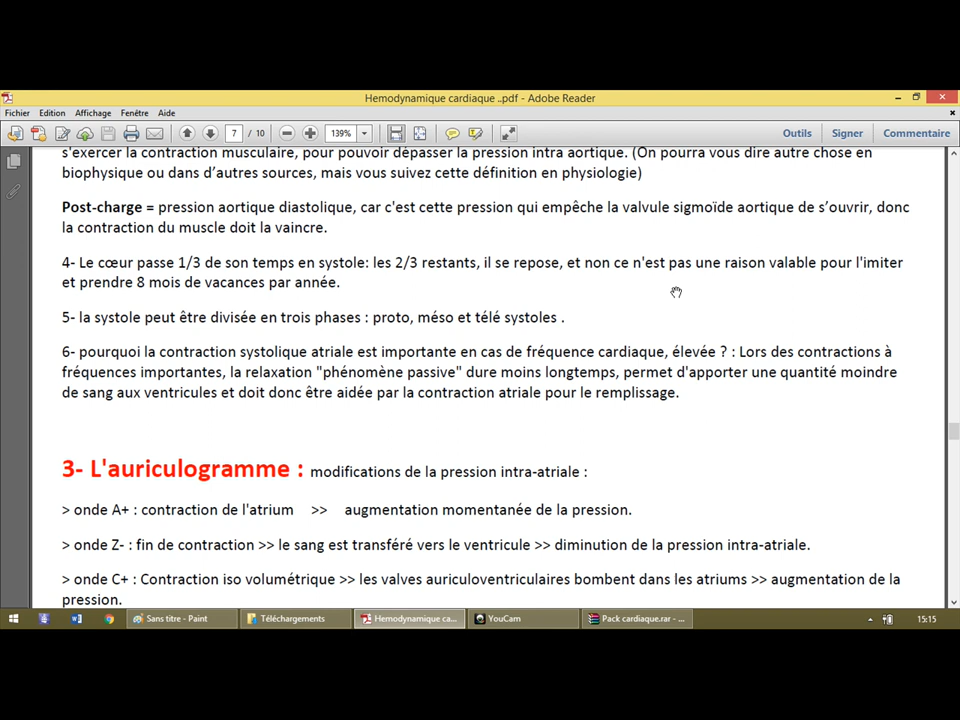 Hemodynamique cardiaque ..pdf - Adobe Reader
Fichier Edition Affichage Fenêtre Aide
7 / 10 139% Outils Signer Commentaire
s'exercer la contraction musculaire, pour pouvoir dépasser la pression intra aortique. (On pourra vous dire autre chose en
biophysique ou dans d’autres sources, mais vous suivez cette définition en physiologie)
Post-charge = pression aortique diastolique, car c'est cette pression qui empêche la valvule sigmoïde aortique de s’ouvrir, donc
la contraction du muscle doit la vaincre.
4- Le cœur passe 1/3 de son temps en systole: les 2/3 restants, il se repose, et non ce n'est pas une raison valable pour l'imiter
et prendre 8 mois de vacances par année.
5- la systole peut être divisée en trois phases : proto, méso et télé systoles .
6- pourquoi la contraction systolique atriale est importante en cas de fréquence cardiaque, élevée ? : Lors des contractions à
fréquences importantes, la relaxation "phénomène passive" dure moins longtemps, permet d'apporter une quantité moindre
de sang aux ventricules et doit donc être aidée par la contraction atriale pour le remplissage.
3- L'auriculogramme : modifications de la pression intra-atriale :
> onde A+ : contraction de l'atrium >> augmentation momentanée de la pression.
> onde Z- : fin de contraction >> le sang est transféré vers le ventricule >> diminution de la pression intra-atriale.
> onde C+ : Contraction iso volumétrique >> les valves auriculoventriculaires bombent dans les atriums >> augmentation de la
pression.
Sans titre - Paint Téléchargements Hemodynamique ca... YouCam Pack cardiaque.rar - ... 15:15